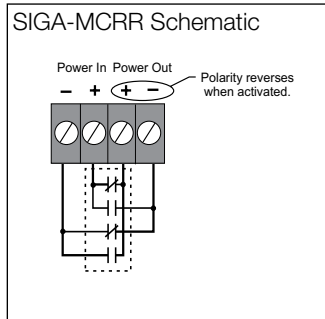 SIGA-MCRR Schematic
Power In Power Out
− + + −
Polarity reverses
when activated.